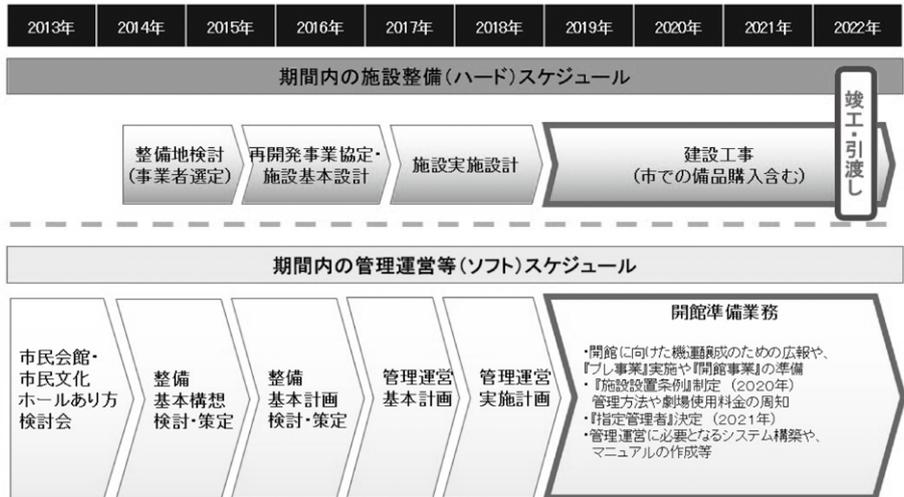 2013年 2014年 2015年 2016年 2017年 2018年 2019年 2020年 2021年 2022年
期間内の施設整備(ハード)スケジュール
整備地検討
(事業者選定)
再開発事業協定・
施設基本設計
施設実施設計
建設工事
(市での備品購入含む)
竣工・引渡し
期間内の管理運営等(ソフト)スケジュール
市民会館・
市民文化
ホールあり方
検討会
整備
基本構想
検討・策定
整備
基本計画
検討・策定
管理運営
基本計画
管理運営
実施計画
開館準備業務
・開館に向けた機運醸成のための広報や、
『プレ事業』実施や『開館事業』の準備
・『施設設置条例』制定 (2020年)
管理方法や劇場使用料金の周知
・『指定管理者』決定 (2021年)
・管理運営に必要となるシステム構築や、
マニュアルの作成等